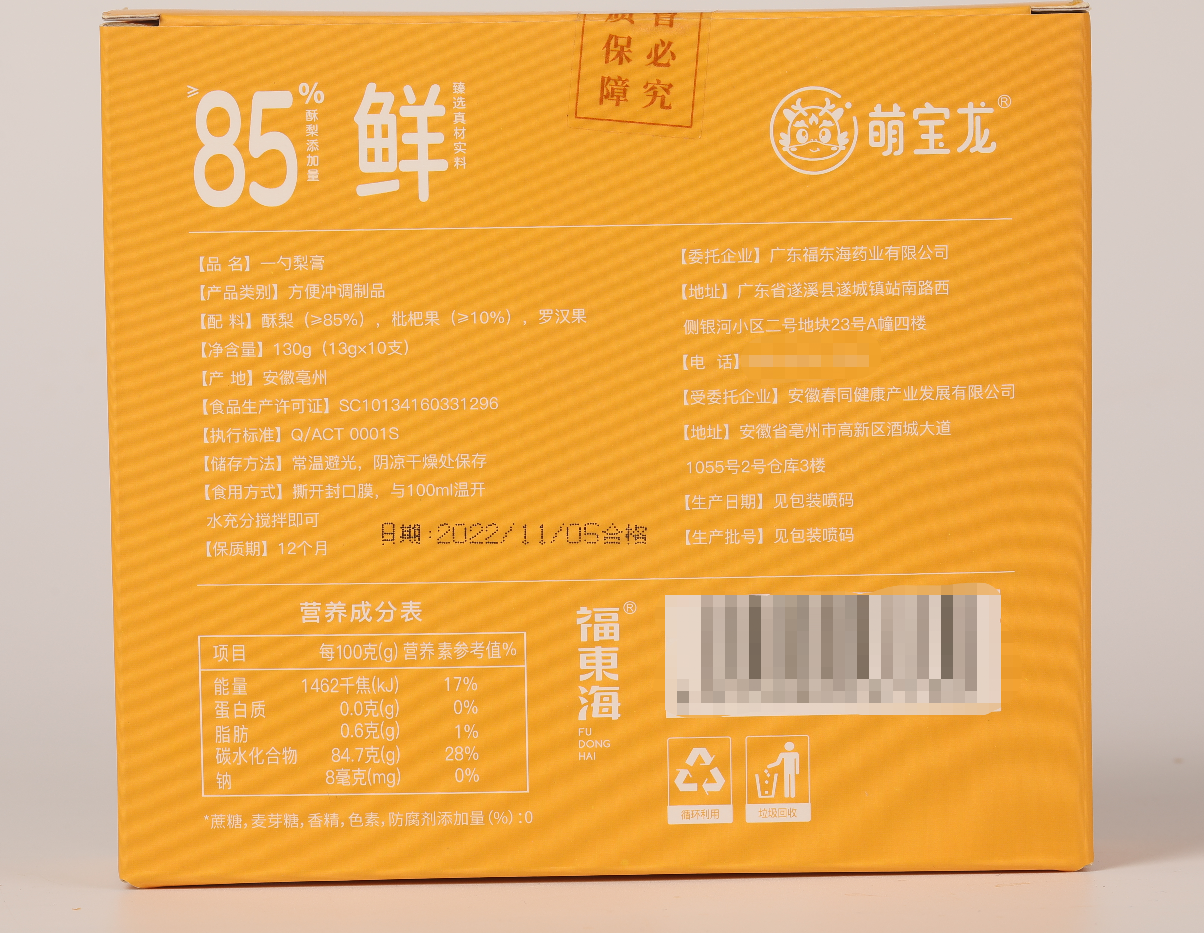 保必
障究
≥85%
酥梨添加量
鲜
臻选真材实料
萌宝龙®
【品 名】一勺梨膏
【产品类别】方便冲调制品
【配 料】酥梨（≥85%），枇杷果（≥10%），罗汉果
【净含量】130g（13g×10支）
【产 地】安徽亳州
【食品生产许可证】SC10134160331296
【执行标准】Q/ACT 0001S
【储存方法】常温避光，阴凉干燥处保存
【食用方式】撕开封口膜，与100ml温开
水充分搅拌即可
【保质期】12个月
日期:2022/11/05合格
【委托企业】广东福东海药业有限公司
【地址】广东省遂溪县遂城镇站南路西
侧银河小区二号地块23号A幢四楼
【电 话】
【受委托企业】安徽春同健康产业发展有限公司
【地址】安徽省亳州市高新区酒城大道
1055号2号仓库3楼
【生产日期】见包装喷码
【生产批号】见包装喷码
营养成分表
项目 每100克(g) 营养素参考值%
能量 1462千焦(kJ) 17%
蛋白质 0.0克(g) 0%
脂肪 0.6克(g) 1%
碳水化合物 84.7克(g) 28%
钠 8毫克(mg) 0%
*蔗糖,麦芽糖,香精,色素,防腐剂添加量(%):0
福東海®
FU
DONG
HAI
循环利用
垃圾回收